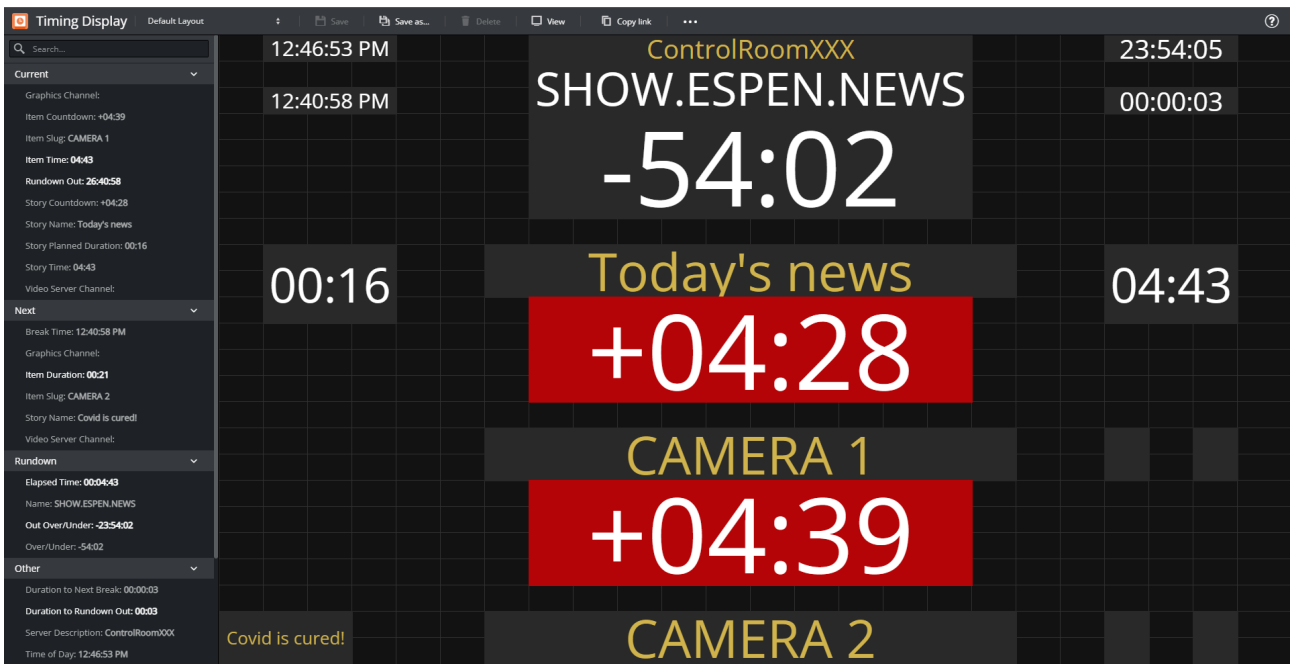 Timing Display
Default Layout
Save
Save as...
Delete
View
Copy link
•••
?
Search...
Current
Graphics Channel:
Item Countdown: +04:39
Item Slug: CAMERA 1
Item Time: 04:43
Rundown Out: 26:40:58
Story Countdown: +04:28
Story Name: Today's news
Story Planned Duration: 00:16
Story Time: 04:43
Video Server Channel:
Next
Break Time: 12:40:58 PM
Graphics Channel:
Item Duration: 00:21
Item Slug: CAMERA 2
Story Name: Covid is cured!
Video Server Channel:
Rundown
Elapsed Time: 00:04:43
Name: SHOW.ESPEN.NEWS
Out Over/Under: -23:54:02
Over/Under: -54:02
Other
Duration to Next Break: 00:00:03
Duration to Rundown Out: 00:03
Server Description: ControlRoomXXX
Time of Day: 12:46:53 PM
12:46:53 PM
ControlRoomXXX
23:54:05
12:40:58 PM
SHOW.ESPEN.NEWS
00:00:03
-54:02
Today's news
00:16
04:43
+04:28
CAMERA 1
+04:39
Covid is cured!
CAMERA 2